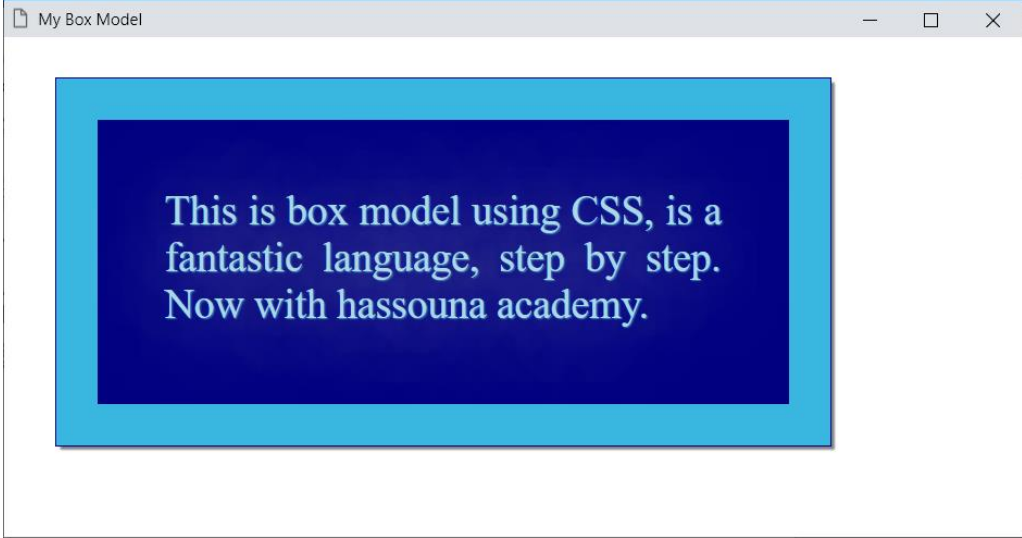 My Box Model
This is box model using CSS, is a
fantastic language, step by step.
Now with hassouna academy.